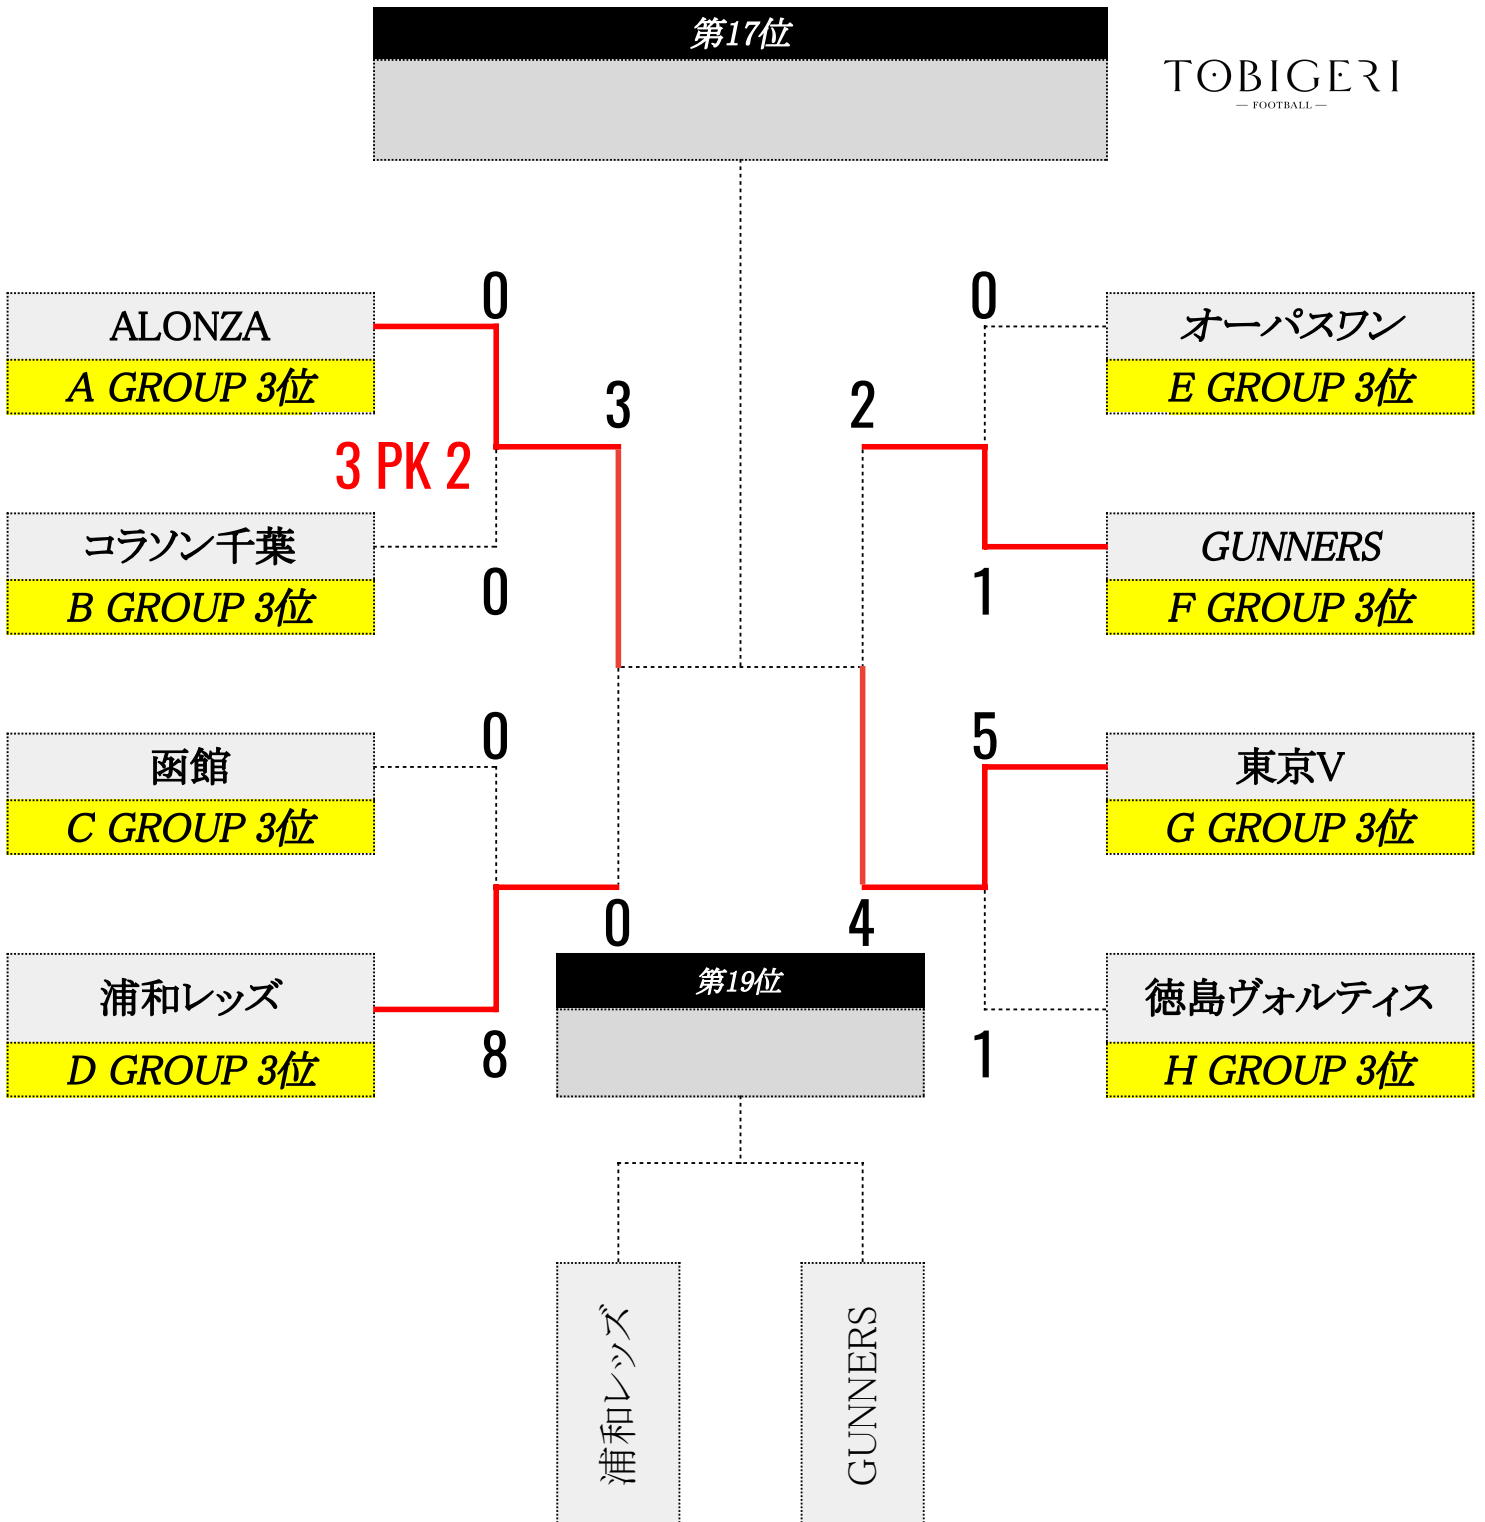 第17位
TOBIGERI
— FOOTBALL —
0
0
ALONZA
オーパスワン
A GROUP 3位
E GROUP 3位
3
2
3 PK 2
コラソン千葉
GUNNERS
0
1
B GROUP 3位
F GROUP 3位
0
5
函館
東京V
C GROUP 3位
G GROUP 3位
0
4
第19位
浦和レッズ
徳島ヴォルティス
8
1
D GROUP 3位
H GROUP 3位
浦和レッズ
GUNNERS